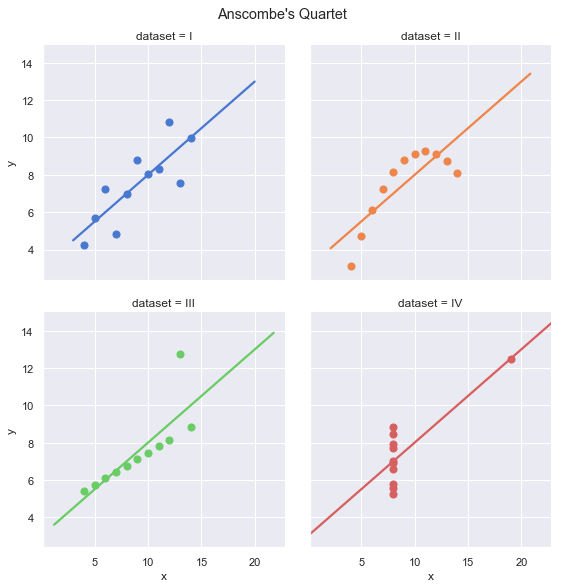 Anscombe's Quartet
dataset = I
dataset = II
14
12
10
8
6
4
y
dataset = III
dataset = IV
14
12
10
8
6
4
y
5 10 15 20
5 10 15 20
x
x